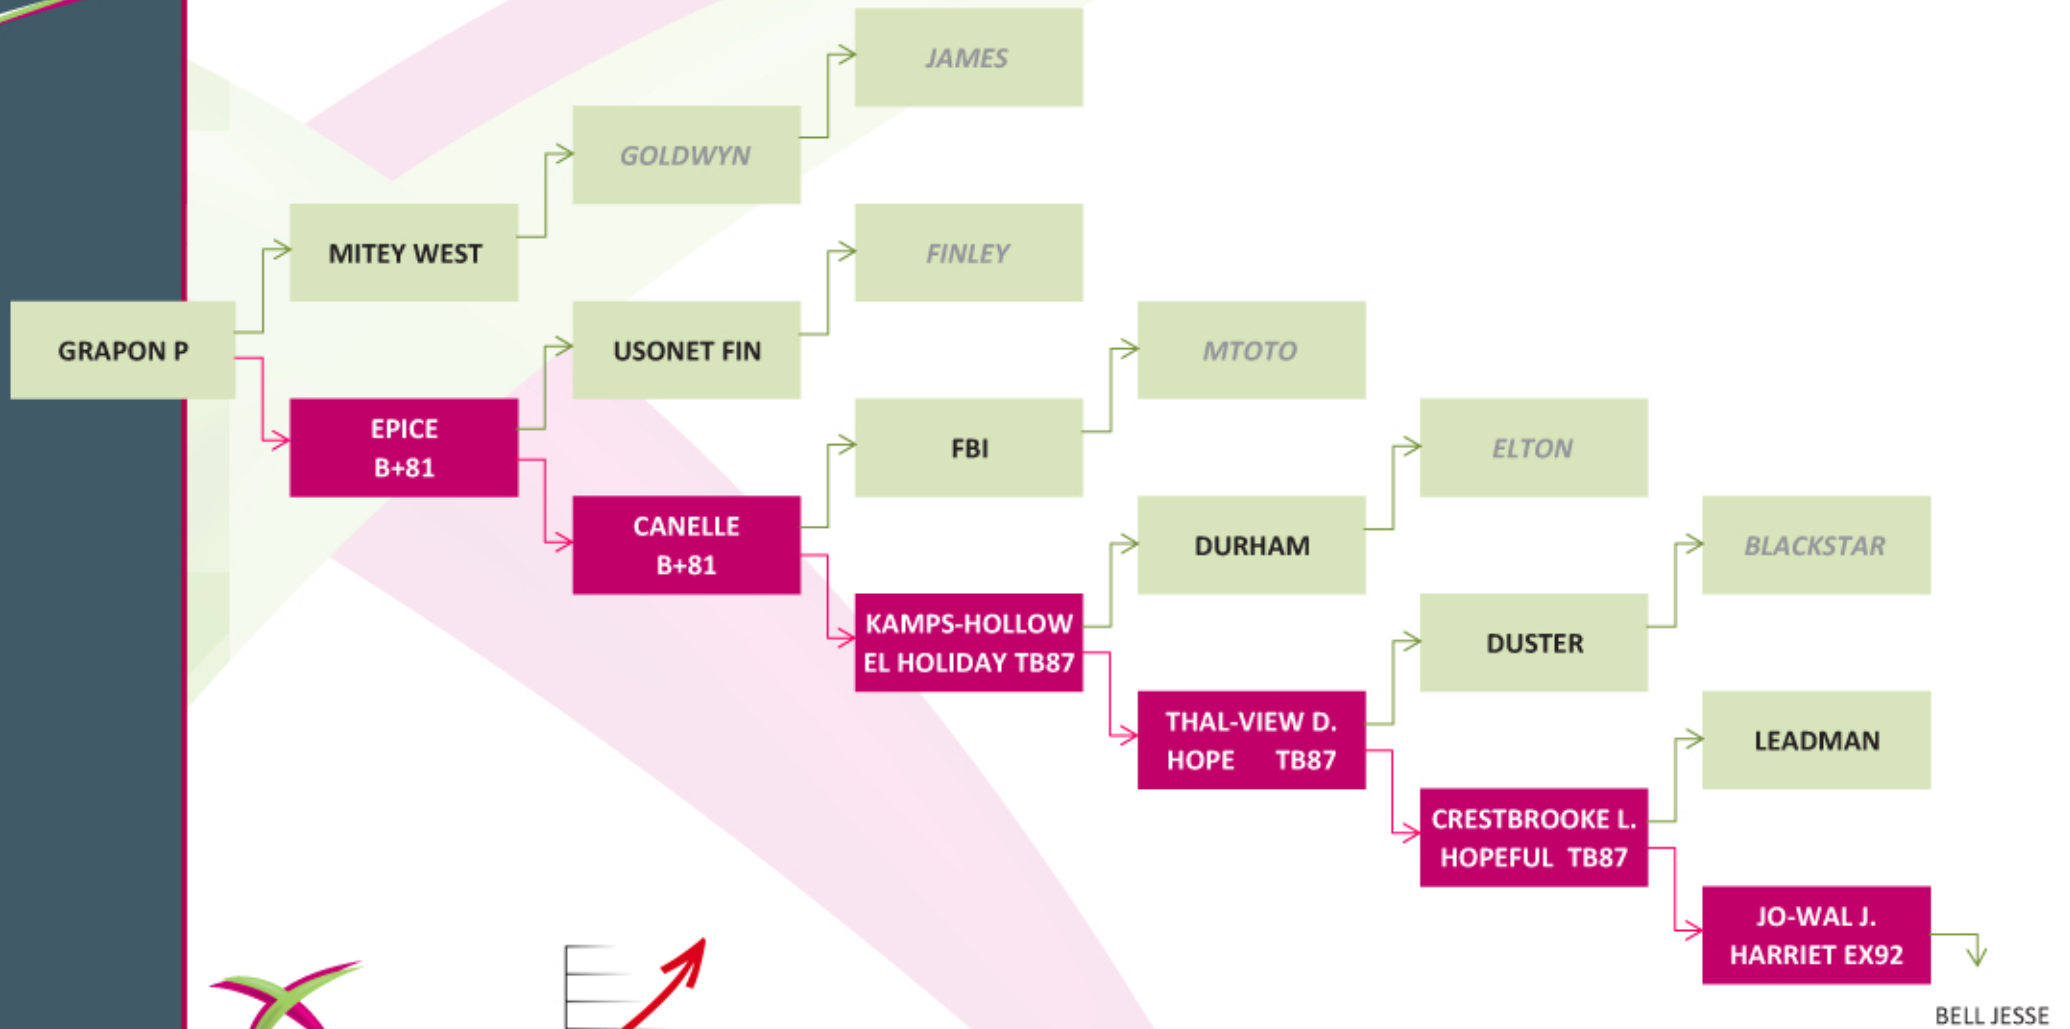 JAMES
GOLDWYN
MITEY WEST
FINLEY
GRAPON P
USONET FIN
MTOTO
EPICE
B+81
FBI
ELTON
CANELLE
B+81
DURHAM
BLACKSTAR
KAMPS-HOLLOW
EL HOLIDAY TB87
DUSTER
THAL-VIEW D.
HOPE TB87
LEADMAN
CRESTBROOKE L.
HOPEFUL TB87
JO-WAL J.
HARRIET EX92
BELL JESSE